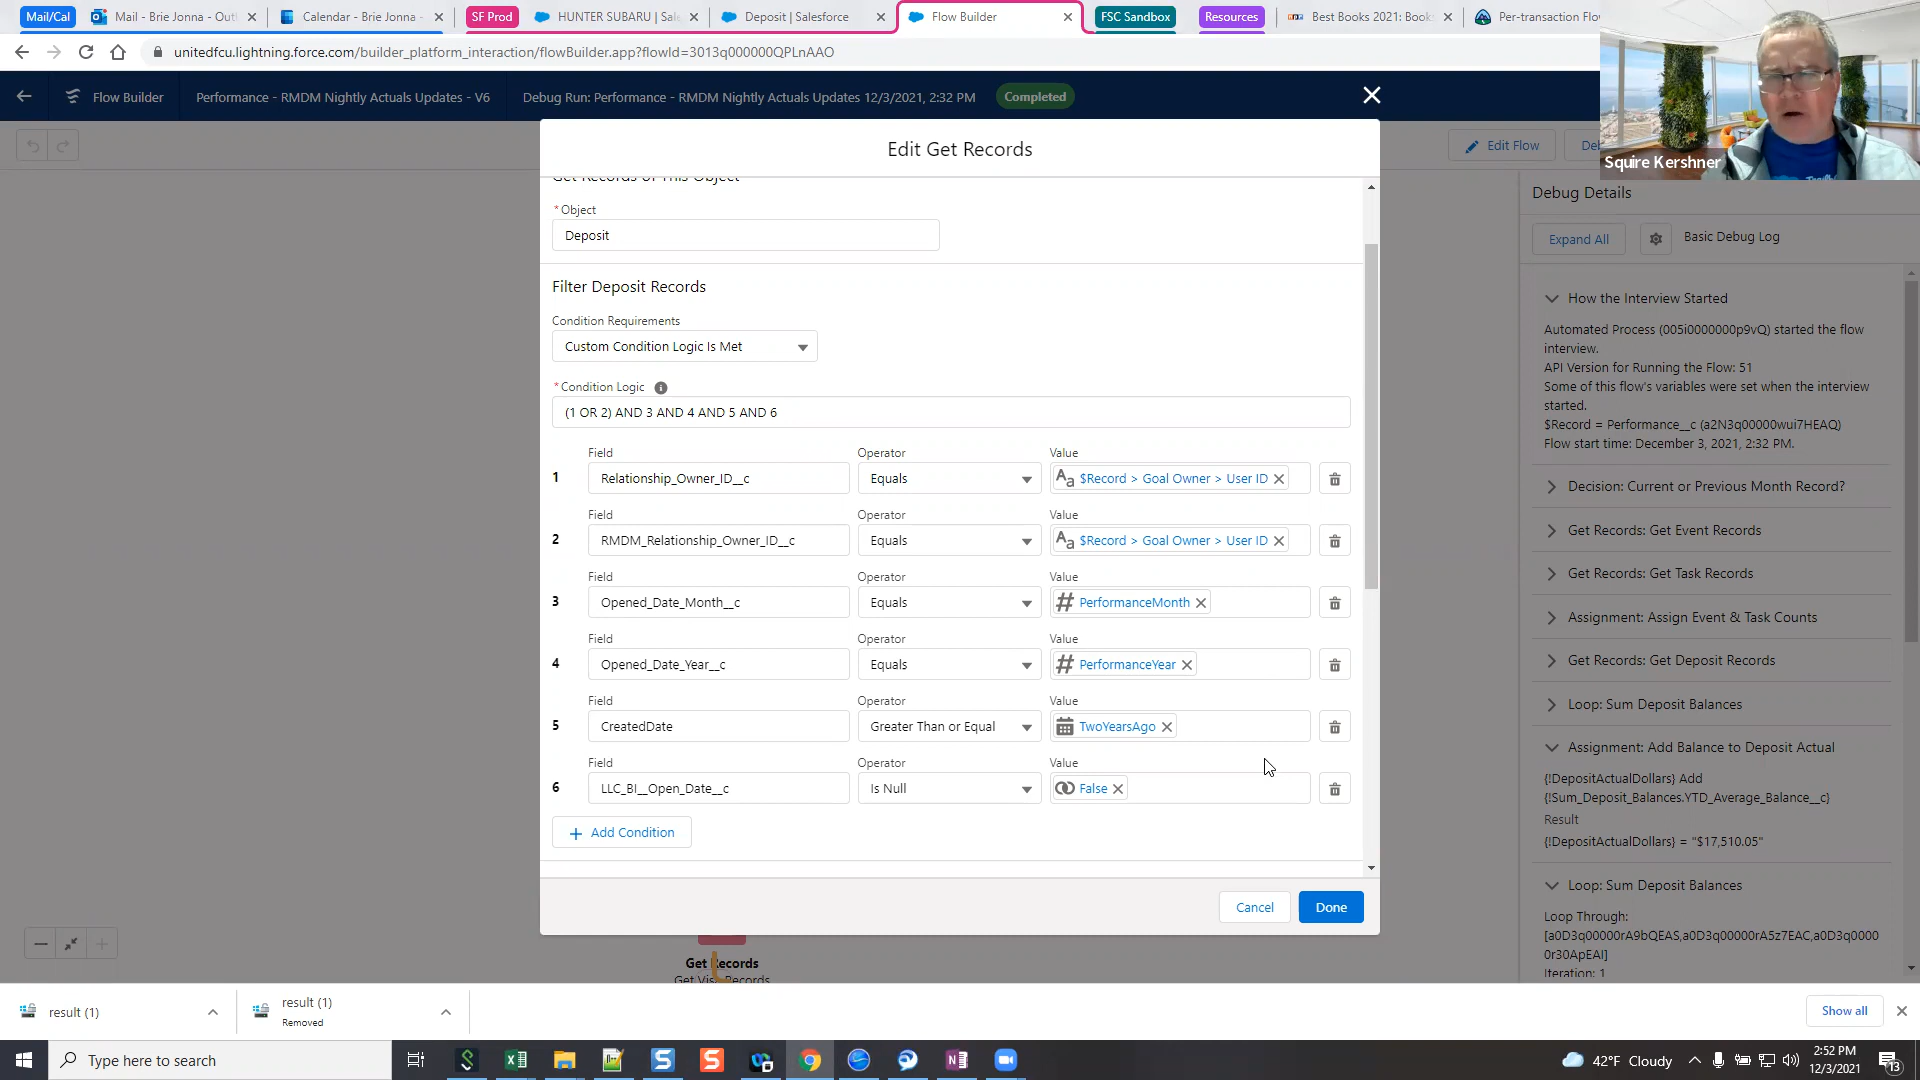 Mail/Cal
Mail - Brie Jonna - Out
Calendar - Brie Jonna -
SF Prod
HUNTER SUBARU | Sal
Deposit | Salesforce
Flow Builder
FSC Sandbox
Resources
Best Books 2021: Book
Per-transaction Flo
unitedfcu.lightning.force.com/builder_platform_interaction/flowBuilder.app?flowId=3013q000000QPLnAAO
Flow Builder
Performance - RMDM Nightly Actuals Updates - V6
Debug Run: Performance - RMDM Nightly Actuals Updates 12/3/2021, 2:32 PM
Completed
Squire Kershner
Edit Flow
De
Edit Get Records
Get Records of This Object
* Object
Deposit
Filter Deposit Records
Condition Requirements
Custom Condition Logic Is Met
* Condition Logic
(1 OR 2) AND 3 AND 4 AND 5 AND 6
Field Operator Value
1 Relationship_Owner_ID__c Equals $Record > Goal Owner > User ID
Field Operator Value
2 RMDM_Relationship_Owner_ID__c Equals $Record > Goal Owner > User ID
Field Operator Value
3 Opened_Date_Month__c Equals PerformanceMonth
Field Operator Value
4 Opened_Date_Year__c Equals PerformanceYear
Field Operator Value
5 CreatedDate Greater Than or Equal TwoYearsAgo
Field Operator Value
6 LLC_BI__Open_Date__c Is Null False
+ Add Condition
Cancel
Done
Get Records
Debug Details
Expand All
Basic Debug Log
How the Interview Started
Automated Process (005i0000000p9vQ) started the flow
interview.
API Version for Running the Flow: 51
Some of this flow's variables were set when the interview
started.
$Record = Performance__c (a2N3q00000wui7HEAQ)
Flow start time: December 3, 2021, 2:32 PM.
Decision: Current or Previous Month Record?
Get Records: Get Event Records
Get Records: Get Task Records
Assignment: Assign Event & Task Counts
Get Records: Get Deposit Records
Loop: Sum Deposit Balances
Assignment: Add Balance to Deposit Actual
{!DepositActualDollars} Add
{!Sum_Deposit_Balances.YTD_Average_Balance__c}
Result
{!DepositActualDollars} = "$17,510.05"
Loop: Sum Deposit Balances
Loop Through:
[a0D3q00000rA9bQEAS,a0D3q00000rA5z7EAC,a0D3q0000
0r30ApEAI]
Iteration: 1
result (1)
result (1)
Removed
Show all
Type here to search
42°F Cloudy
2:52 PM
12/3/2021
13